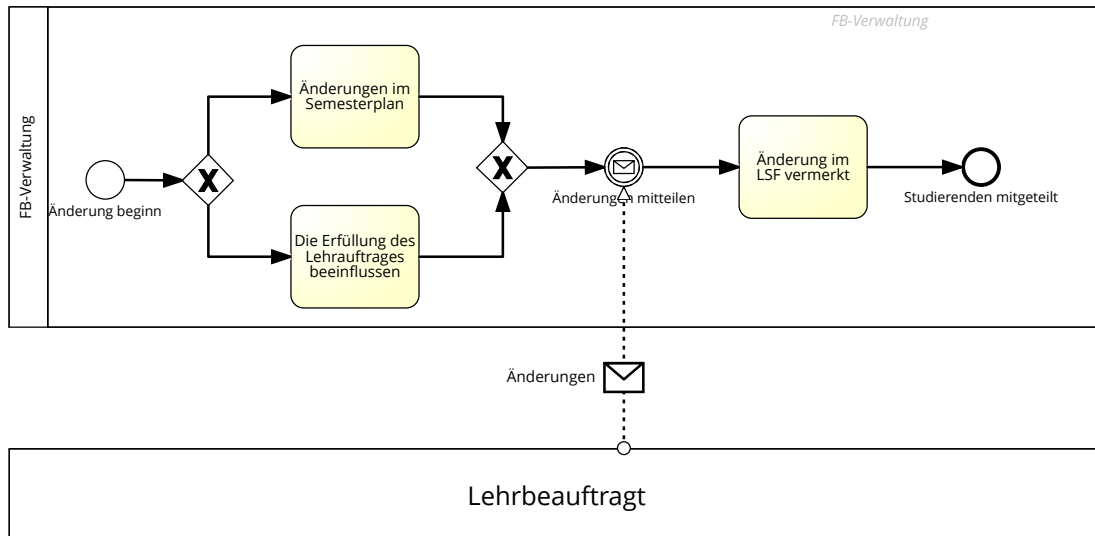 FB-Verwaltung
FB-Verwaltung
Änderungen im
Semesterplan
Änderung beginn
Die Erfüllung des
Lehrauftrages
beeinflussen
Änderungen mitteilen
Änderung im
LSF vermerkt
Studierenden mitgeteilt
Änderungen
Lehrbeauftragt